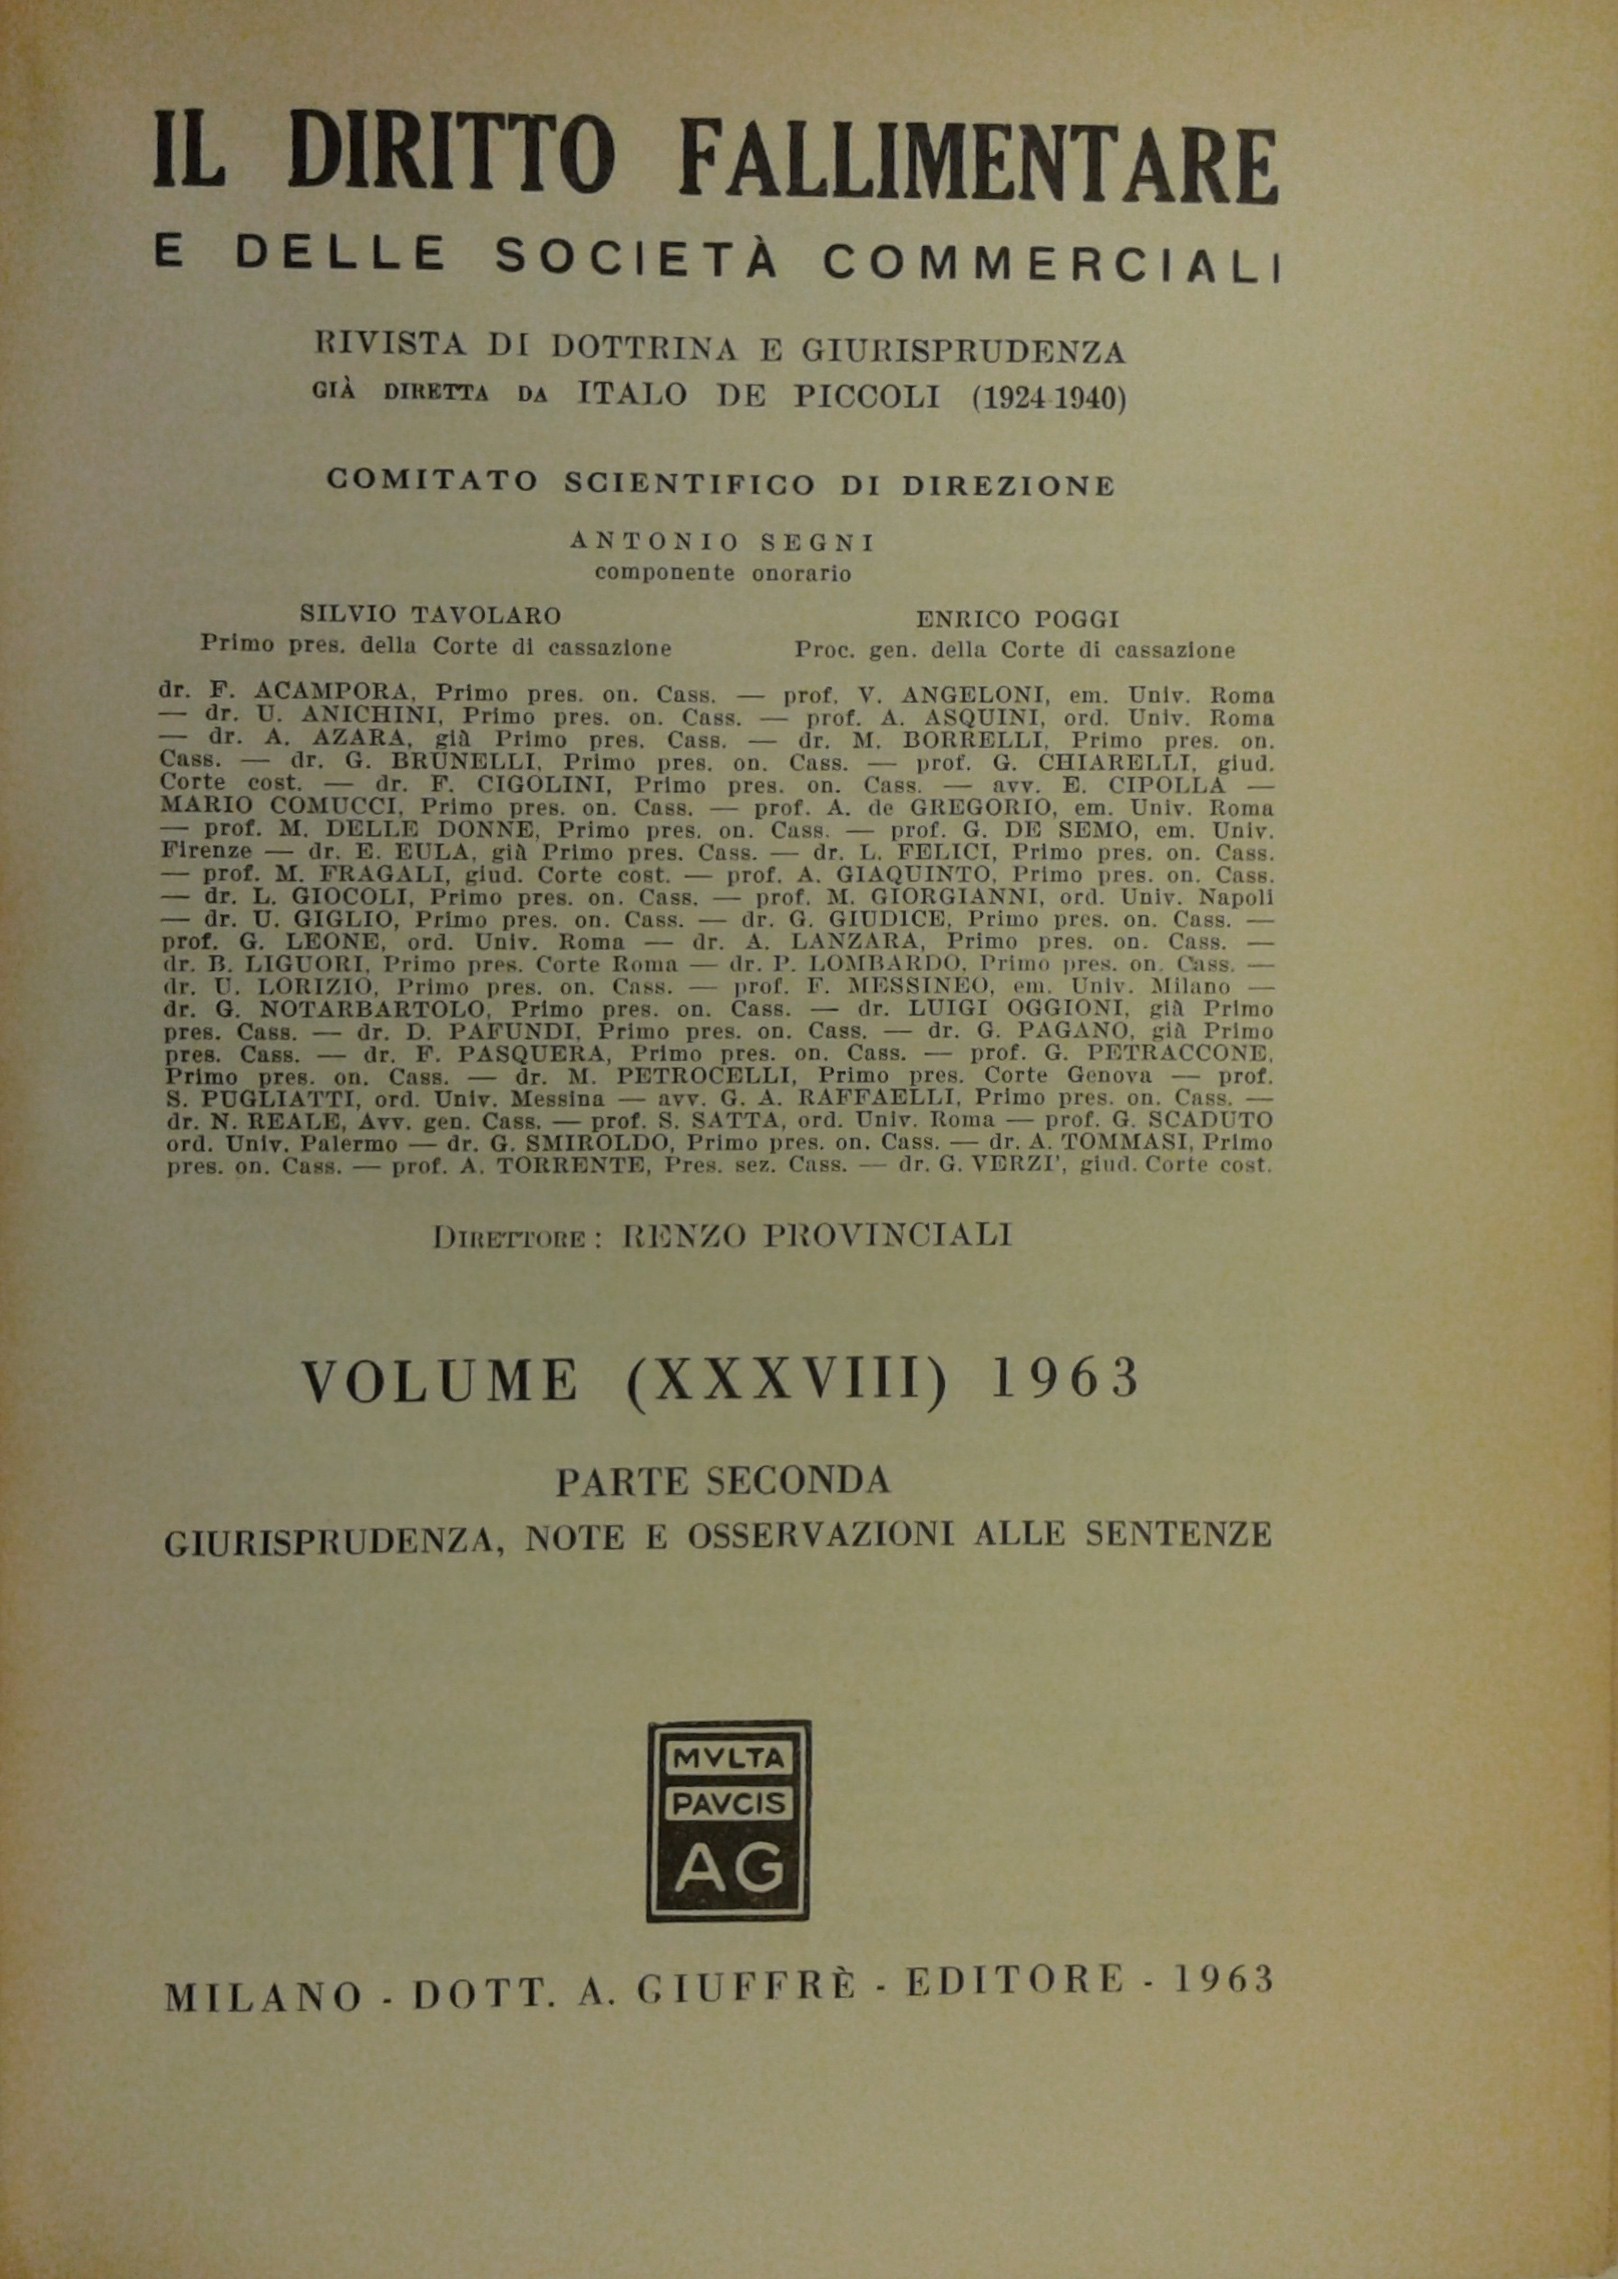 IL DIRITTO FALLIMENTARE
E DELLE SOCIETÀ COMMERCIALI
RIVISTA DI DOTTRINA E GIURISPRUDENZA
GIÀ DIRETTA DA ITALO DE PICCOLI (1924-1940)
COMITATO SCIENTIFICO DI DIREZIONE
ANTONIO SEGNI
componente onorario
SILVIO TAVOLARO
Primo pres. della Corte di cassazione
ENRICO POGGI
Proc. gen. della Corte di cassazione
dr. F. ACAMPORA, Primo pres. on. Cass. — prof. V. ANGELONI, em. Univ. Roma
— dr. U. ANICHINI, Primo pres. on. Cass. — prof. A. ASQUINI, ord. Univ. Roma
— dr. A. AZARA, già Primo pres. Cass. — dr. M. BORRELLI, Primo pres. on.
Cass. — dr. G. BRUNELLI, Primo pres. on. Cass. — prof. G. CHIARELLI, giud.
Corte cost. — dr. F. CIGOLINI, Primo pres. on. Cass. — avv. E. CIPOLLA —
MARIO COMUCCI, Primo pres. on. Cass. — prof. A. de GREGORIO, em. Univ. Roma
— prof. M. DELLE DONNE, Primo pres. on. Cass. — prof. G. DE SEMO, em. Univ.
Firenze — dr. E. EULA, già Primo pres. Cass. — dr. L. FELICI, Primo pres. on. Cass.
— prof. M. FRAGALI, giud. Corte cost. — prof. A. GIAQUINTO, Primo pres. on. Cass.
— dr. L. GIOCOLI, Primo pres. on. Cass. — prof. M. GIORGIANNI, ord. Univ. Napoli
— dr. U. GIGLIO, Primo pres. on. Cass. — dr. G. GIUDICE, Primo pres. on. Cass. —
prof. G. LEONE, ord. Univ. Roma — dr. A. LANZARA, Primo pres. on. Cass. —
dr. B. LIGUORI, Primo pres. Corte Roma — dr. P. LOMBARDO, Primo pres. on. Cass. —
dr. U. LORIZIO, Primo pres. on. Cass. — prof. F. MESSINEO, em. Univ. Milano —
dr. G. NOTARBARTOLO, Primo pres. on. Cass. — dr. LUIGI OGGIONI, già Primo
pres. Cass. — dr. D. PAFUNDI, Primo pres. on. Cass. — dr. G. PAGANO, già Primo
pres. Cass. — dr. F. PASQUERA, Primo pres. on. Cass. — prof. G. PETRACCONE,
Primo pres. on. Cass. — dr. M. PETROCELLI, Primo pres. Corte Genova — prof.
S. PUGLIATTI, ord. Univ. Messina — avv. G. A. RAFFAELLI, Primo pres. on. Cass. —
dr. N. REALE, Avv. gen. Cass. — prof. S. SATTA, ord. Univ. Roma — prof. G. SCADUTO
ord. Univ. Palermo — dr. G. SMIROLDO, Primo pres. on. Cass. — dr. A. TOMMASI, Primo
pres. on. Cass. — prof. A. TORRENTE, Pres. sez. Cass. — dr. G. VERZI', giud. Corte cost.
DIRETTORE: RENZO PROVINCIALI
VOLUME (XXXVIII) 1963
PARTE SECONDA
GIURISPRUDENZA, NOTE E OSSERVAZIONI ALLE SENTENZE
MVLTA
PAVCIS
AG
MILANO - DOTT. A. GIUFFRÈ - EDITORE - 1963